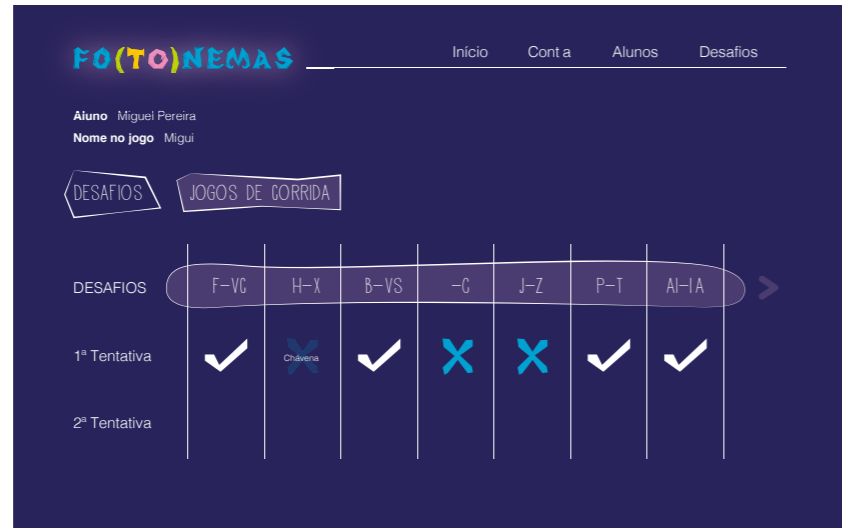 FO(TO)NEMAS Início Conta Alunos Desafios
Aluno Miguel Pereira
Nome no jogo Migui
DESAFIOS JOGOS DE CORRIDA
DESAFIOS F-VC H-X B-VS -C J-Z P-T AI-IA
1ª Tentativa Chávena
2ª Tentativa